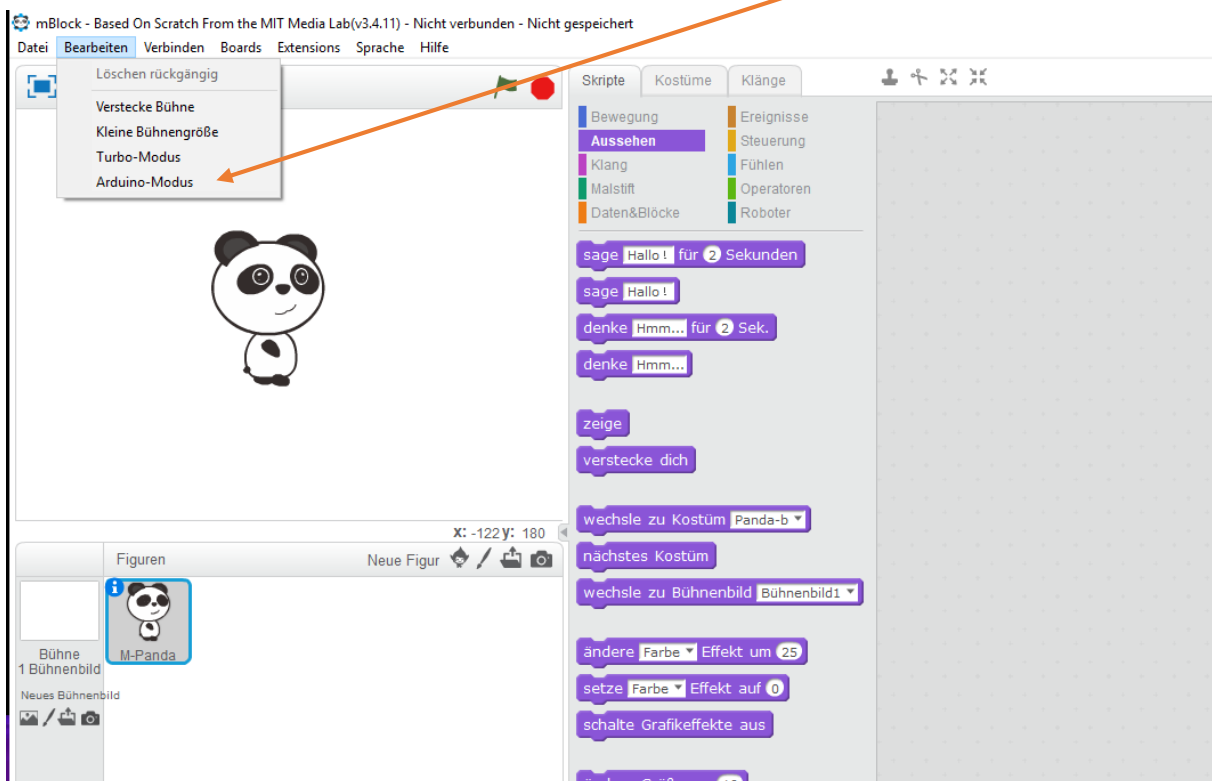 mBlock - Based On Scratch From the MIT Media Lab(v3.4.11) - Nicht verbunden - Nicht gespeichert
Datei Bearbeiten Verbinden Boards Extensions Sprache Hilfe
Löschen rückgängig
Verstecke Bühne
Kleine Bühnengröße
Turbo-Modus
Arduino-Modus
x: -122 y: 180
Figuren Neue Figur
Bühne
1 Bühnenbild
Neues Bühnenbild
M-Panda
Skripte Kostüme Klänge
Bewegung Ereignisse
Aussehen Steuerung
Klang Fühlen
Malstift Operatoren
Daten&Blöcke Roboter
sage Hallo! für 2 Sekunden
sage Hallo!
denke Hmm... für 2 Sek.
denke Hmm...
zeige
verstecke dich
wechsle zu Kostüm Panda-b
nächstes Kostüm
wechsle zu Bühnenbild Bühnenbild1
ändere Farbe Effekt um 25
setze Farbe Effekt auf 0
schalte Grafikeffekte aus